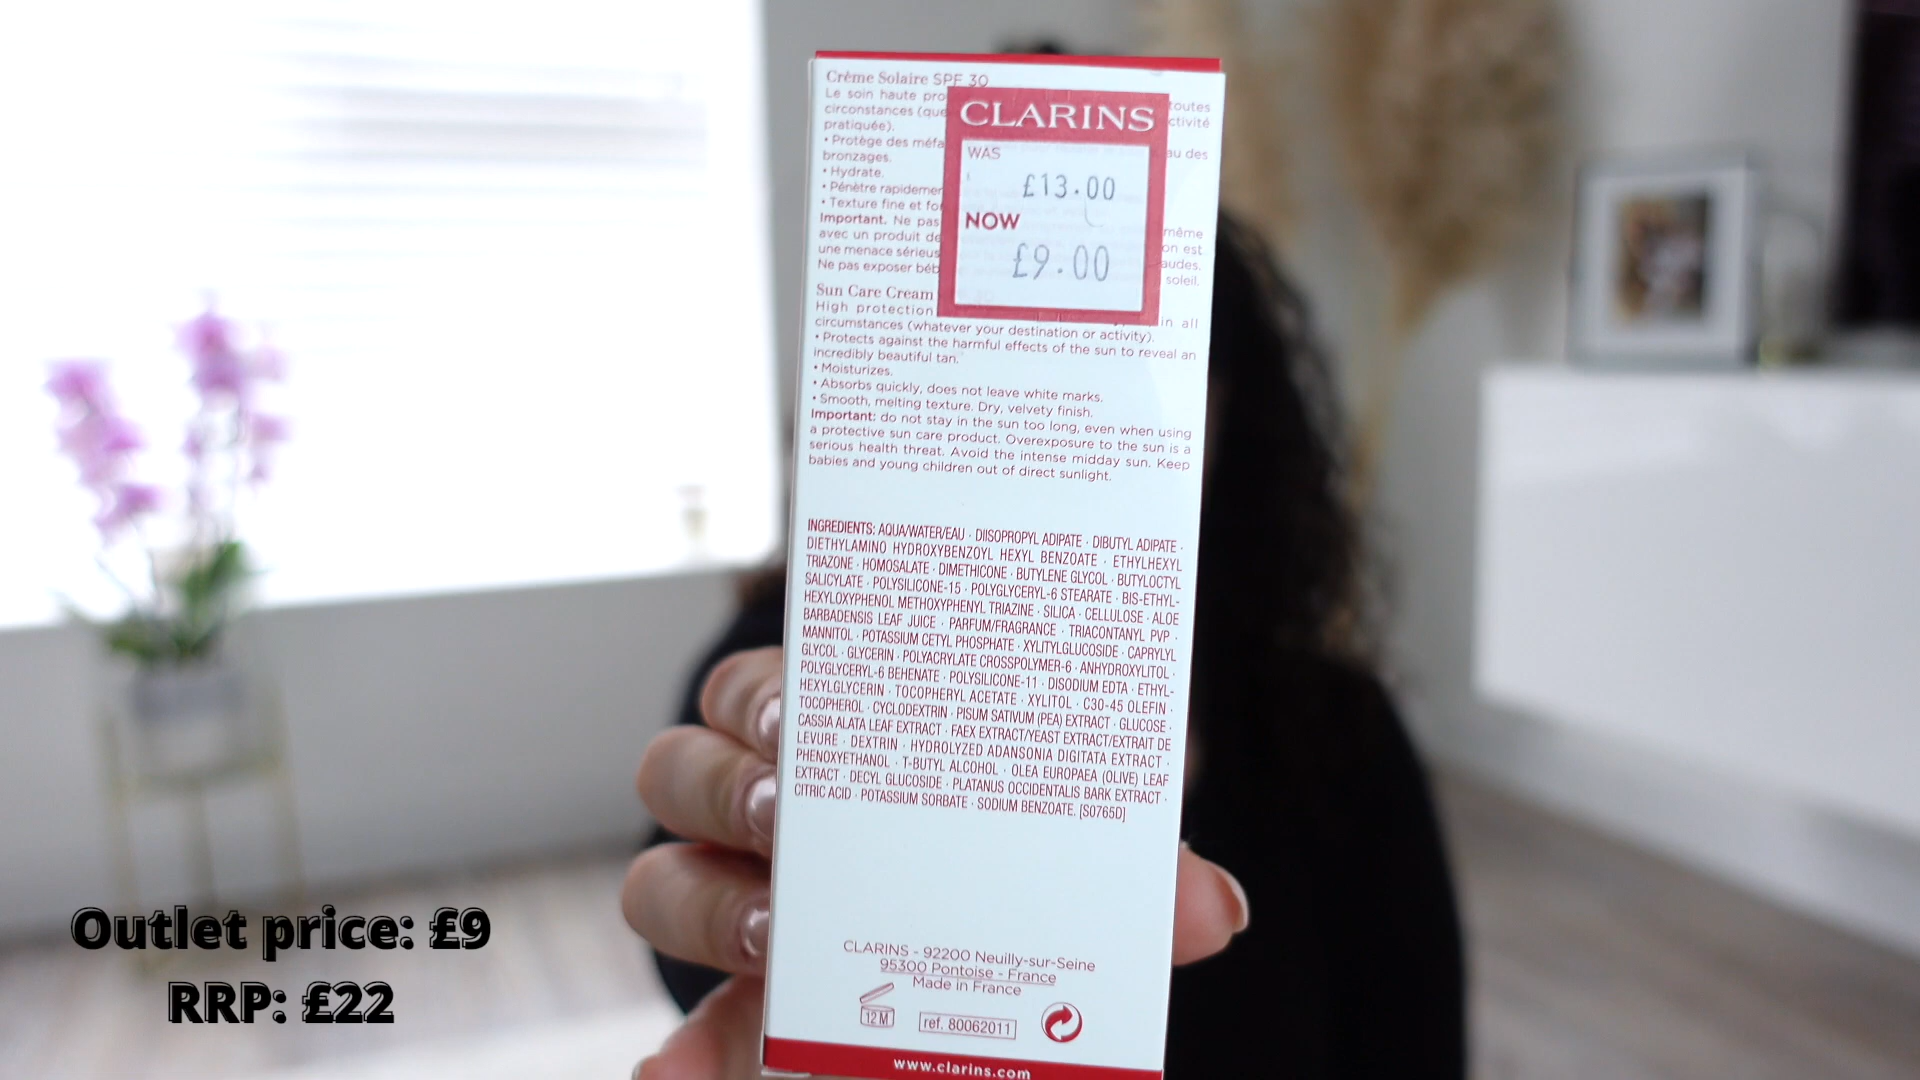 Crème Solaire SPF 30
Le soin haute pro toutes
circonstances (que ctivité
pratiquée).
• Protège des méfa au des
bronzages.
• Hydrate.
• Pénètre rapidemen
• Texture fine et fo
Important. Ne pas même
avec un produit de on est
une menace sérieus audes.
Ne pas exposer béb soleil.
CLARINS
WAS
£13.00
NOW
£9.00
Sun Care Cream
High protection in all
circumstances (whatever your destination or activity).
• Protects against the harmful effects of the sun to reveal an
incredibly beautiful tan.
• Moisturizes.
• Absorbs quickly, does not leave white marks.
• Smooth, melting texture. Dry, velvety finish.
Important: do not stay in the sun too long, even when using
a protective sun care product. Overexposure to the sun is a
serious health threat. Avoid the intense midday sun. Keep
babies and young children out of direct sunlight.
INGREDIENTS: AQUA/WATER/EAU · DIISOPROPYL ADIPATE · DIBUTYL ADIPATE ·
DIETHYLAMINO HYDROXYBENZOYL HEXYL BENZOATE · ETHYLHEXYL
TRIAZONE · HOMOSALATE · DIMETHICONE · BUTYLENE GLYCOL · BUTYLOCTYL
SALICYLATE · POLYSILICONE-15 · POLYGLYCERYL-6 STEARATE · BIS-ETHYL-
HEXYLOXYPHENOL METHOXYPHENYL TRIAZINE · SILICA · CELLULOSE · ALOE
BARBADENSIS LEAF JUICE · PARFUM/FRAGRANCE · TRIACONTANYL PVP ·
MANNITOL · POTASSIUM CETYL PHOSPHATE · XYLITYLGLUCOSIDE · CAPRYLYL
GLYCOL · GLYCERIN · POLYACRYLATE CROSSPOLYMER-6 · ANHYDROXYLITOL ·
POLYGLYCERYL-6 BEHENATE · POLYSILICONE-11 · DISODIUM EDTA · ETHYL-
HEXYLGLYCERIN · TOCOPHERYL ACETATE · XYLITOL · C30-45 OLEFIN ·
TOCOPHEROL · CYCLODEXTRIN · PISUM SATIVUM (PEA) EXTRACT · GLUCOSE ·
CASSIA ALATA LEAF EXTRACT · FAEX EXTRACT/YEAST EXTRACT/EXTRAIT DE
LEVURE · DEXTRIN · HYDROLYZED ADANSONIA DIGITATA EXTRACT ·
PHENOXYETHANOL · T-BUTYL ALCOHOL · OLEA EUROPAEA (OLIVE) LEAF
EXTRACT · DECYL GLUCOSIDE · PLATANUS OCCIDENTALIS BARK EXTRACT ·
CITRIC ACID · POTASSIUM SORBATE · SODIUM BENZOATE. [S0765D]
CLARINS - 92200 Neuilly-sur-Seine
95300 Pontoise - France
Made in France
12 M
ref. 80062011
www.clarins.com
Outlet price: £9
RRP: £22